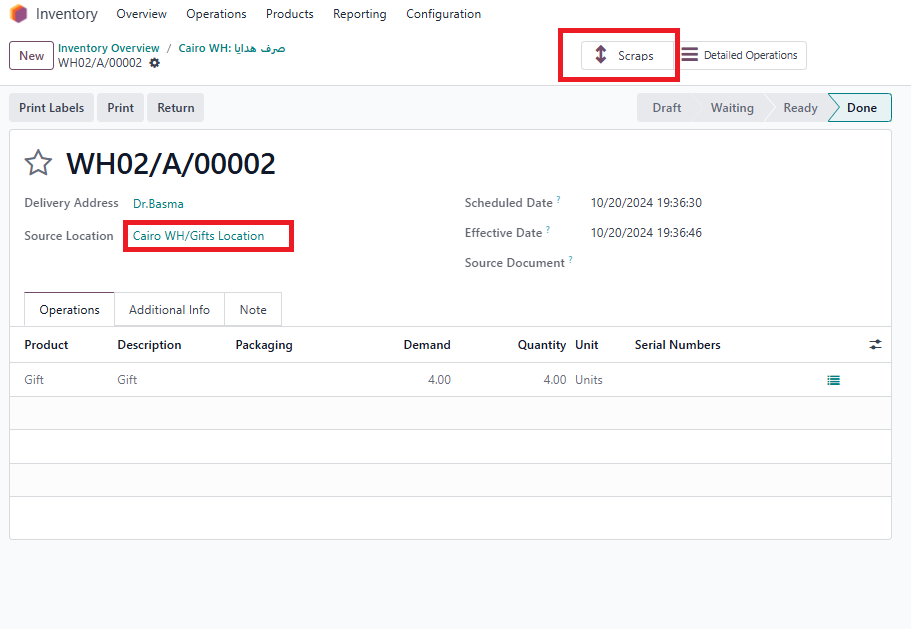 Inventory Overview Operations Products Reporting Configuration
New
Inventory Overview / Cairo WH: صرف هدايا
WH02/A/00002
Scraps
Detailed Operations
Print Labels Print Return
Draft Waiting Ready Done
WH02/A/00002
Delivery Address Dr.Basma
Scheduled Date ? 10/20/2024 19:36:30
Source Location Cairo WH/Gifts Location
Effective Date ? 10/20/2024 19:36:46
Source Document ?
Operations Additional Info Note
Product Description Packaging Demand Quantity Unit Serial Numbers
Gift Gift 4.00 4.00 Units